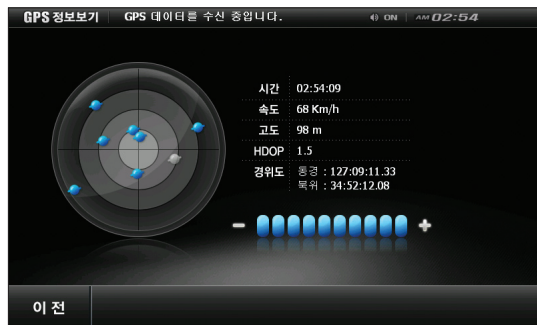 GPS 정보보기 GPS 데이터를 수신 중입니다. ON AM 02:54
시간 02:54:09
속도 68 Km/h
고도 98 m
HDOP 1.5
경위도 동경 : 127:09:11.33
북위 : 34:52:12.08
- +
이 전